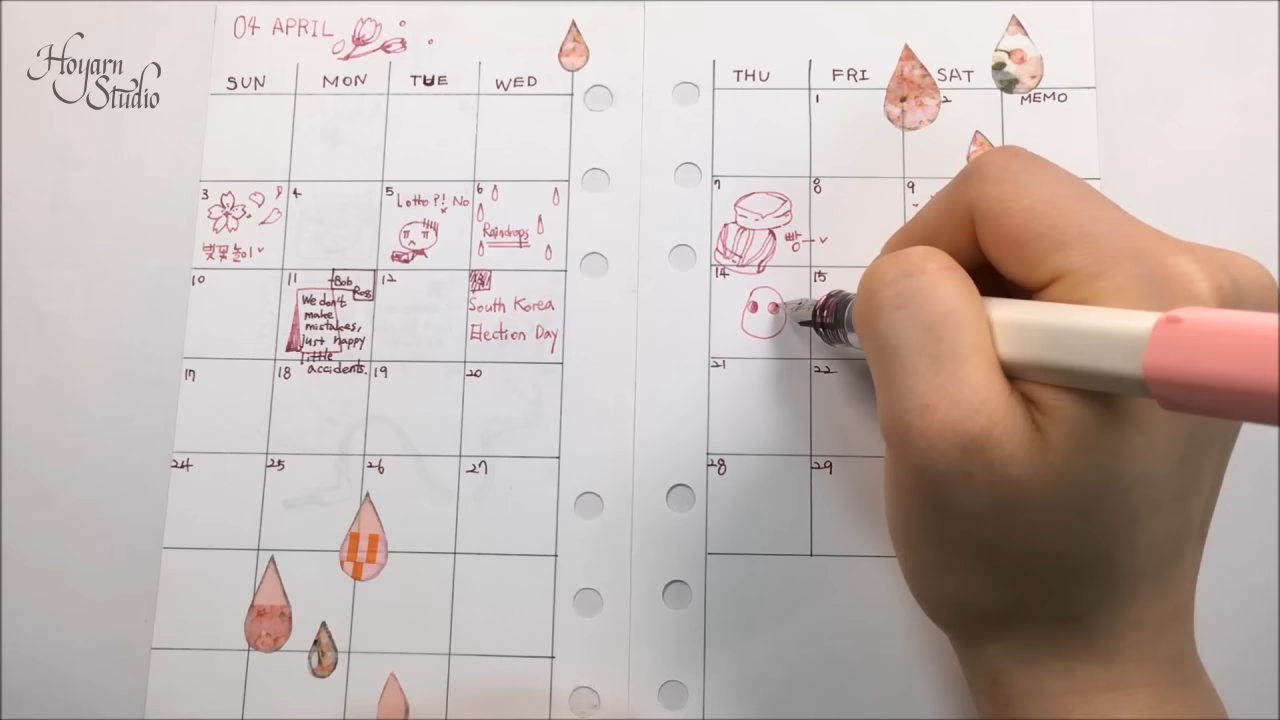 Hoyarn
Studio
04 APRIL
SUN MON TUE WED
THU FRI SAT
MEMO
1 2
3 4 5 6
Lotto?! No
벚꽃놀이
Raindrops
7 8 9
빵
10 11 12
Bob
Ross
We don't
make
mistakes,
just happy
little
accidents.
South Korea
Election Day
14 15
17 18 19 20
21 22
24 25 26 27
28 29